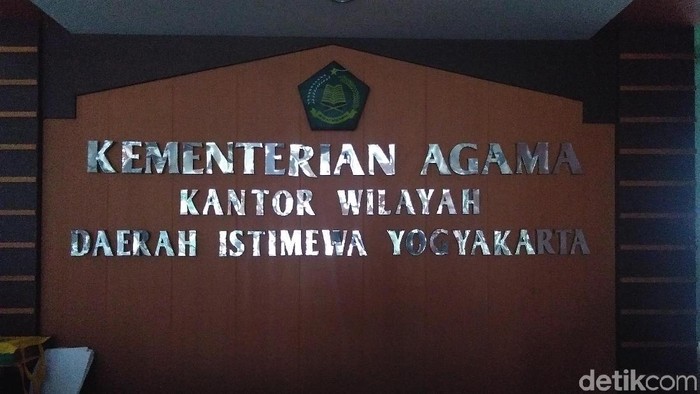 KEMENTERIAN AGAMA
KANTOR WILAYAH
DAERAH ISTIMEWA YOGYAKARTA
detikcom